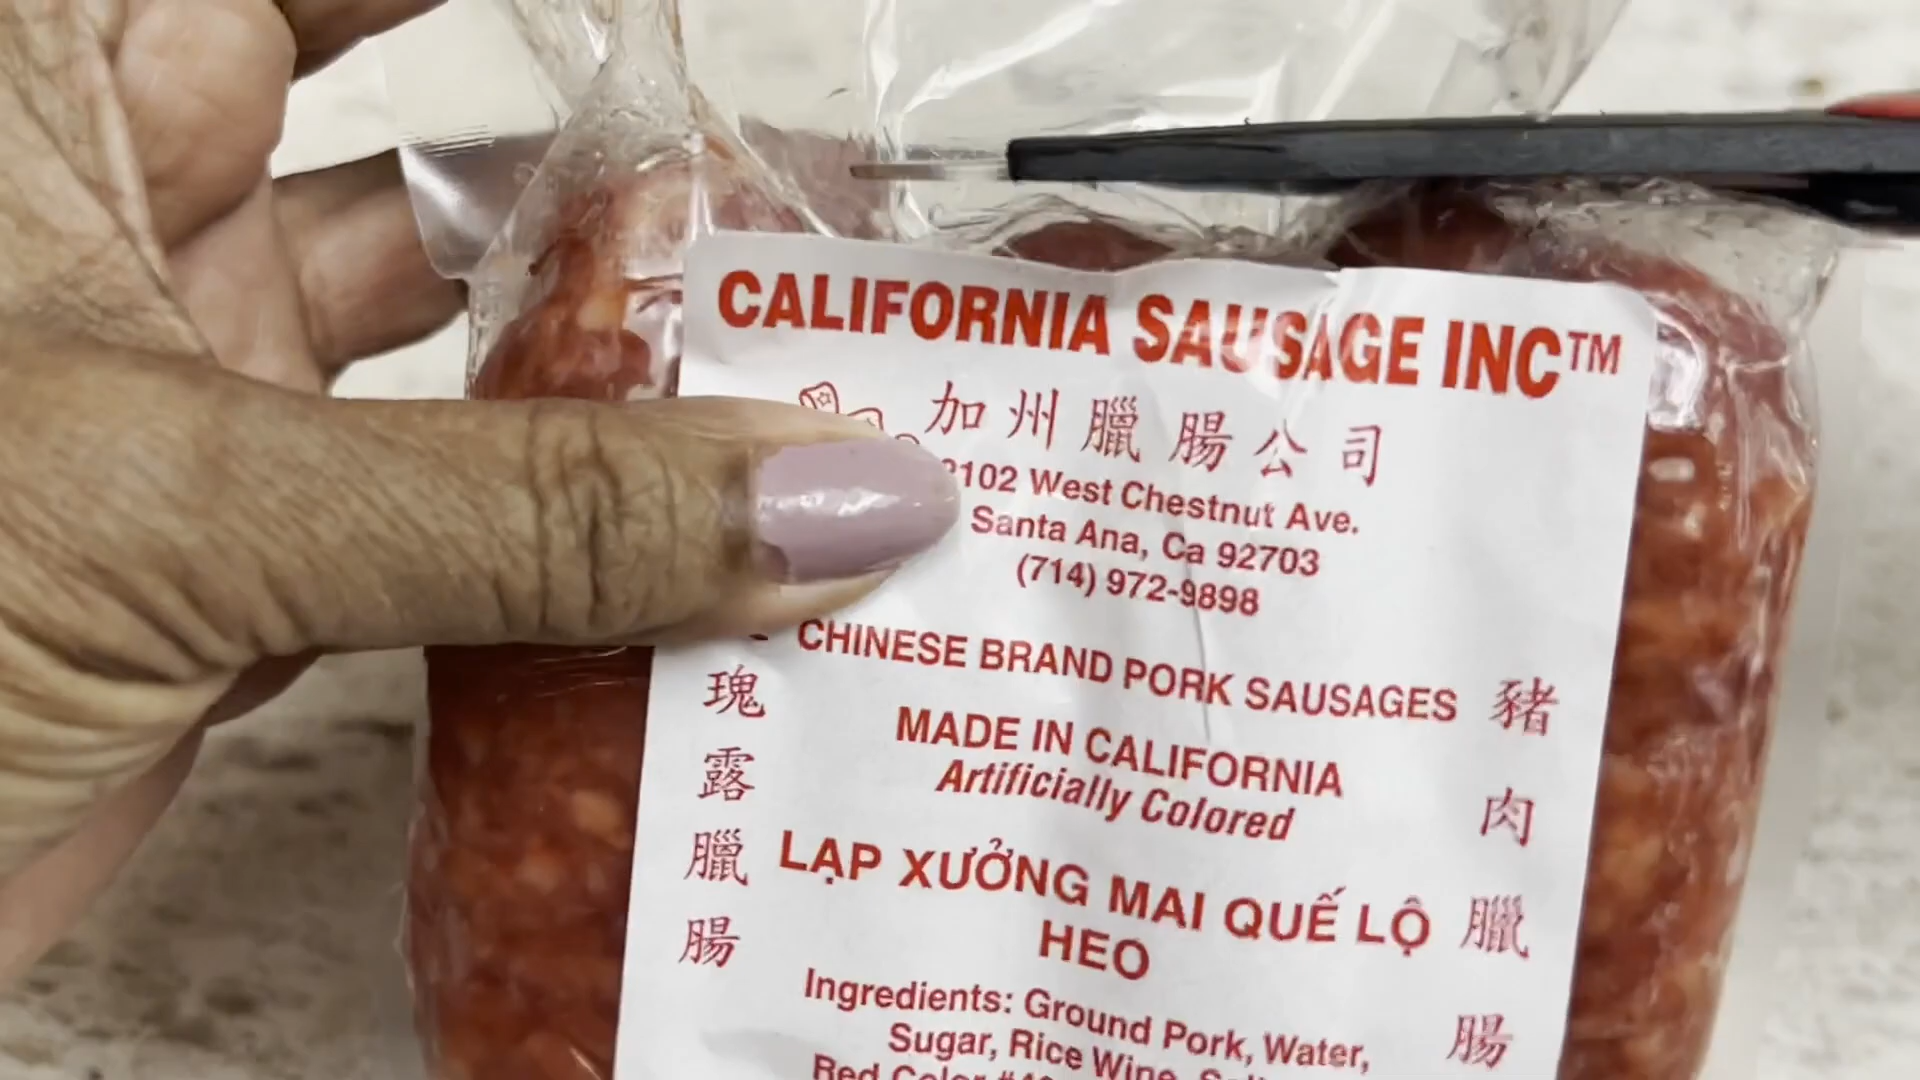 CALIFORNIA SAUSAGE INC™
加州臘腸公司
West Chestnut Ave.
Santa Ana, Ca 92703
(714) 972-9898
CHINESE BRAND PORK SAUSAGES
MADE IN CALIFORNIA
Artificially Colored
LẠP XƯỞNG MAI QUẾ LỘ
HEO
瑰露臘腸
豬肉臘腸
Ingredients: Ground Pork, Water,
Sugar, Rice Wine,
Red Color